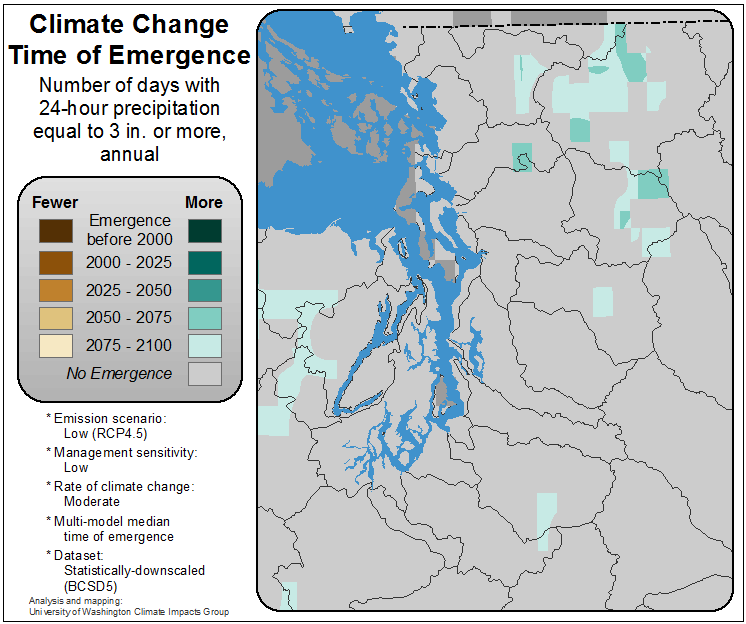 Climate Change
Time of Emergence
Number of days with
24-hour precipitation
equal to 3 in. or more,
annual
Fewer More
Emergence
before 2000
2000 - 2025
2025 - 2050
2050 - 2075
2075 - 2100
No Emergence
* Emission scenario:
Low (RCP4.5)
* Management sensitivity:
Low
* Rate of climate change:
Moderate
* Multi-model median
time of emergence
* Dataset:
Statistically-downscaled
(BCSD5)
Analysis and mapping:
University of Washington Climate Impacts Group